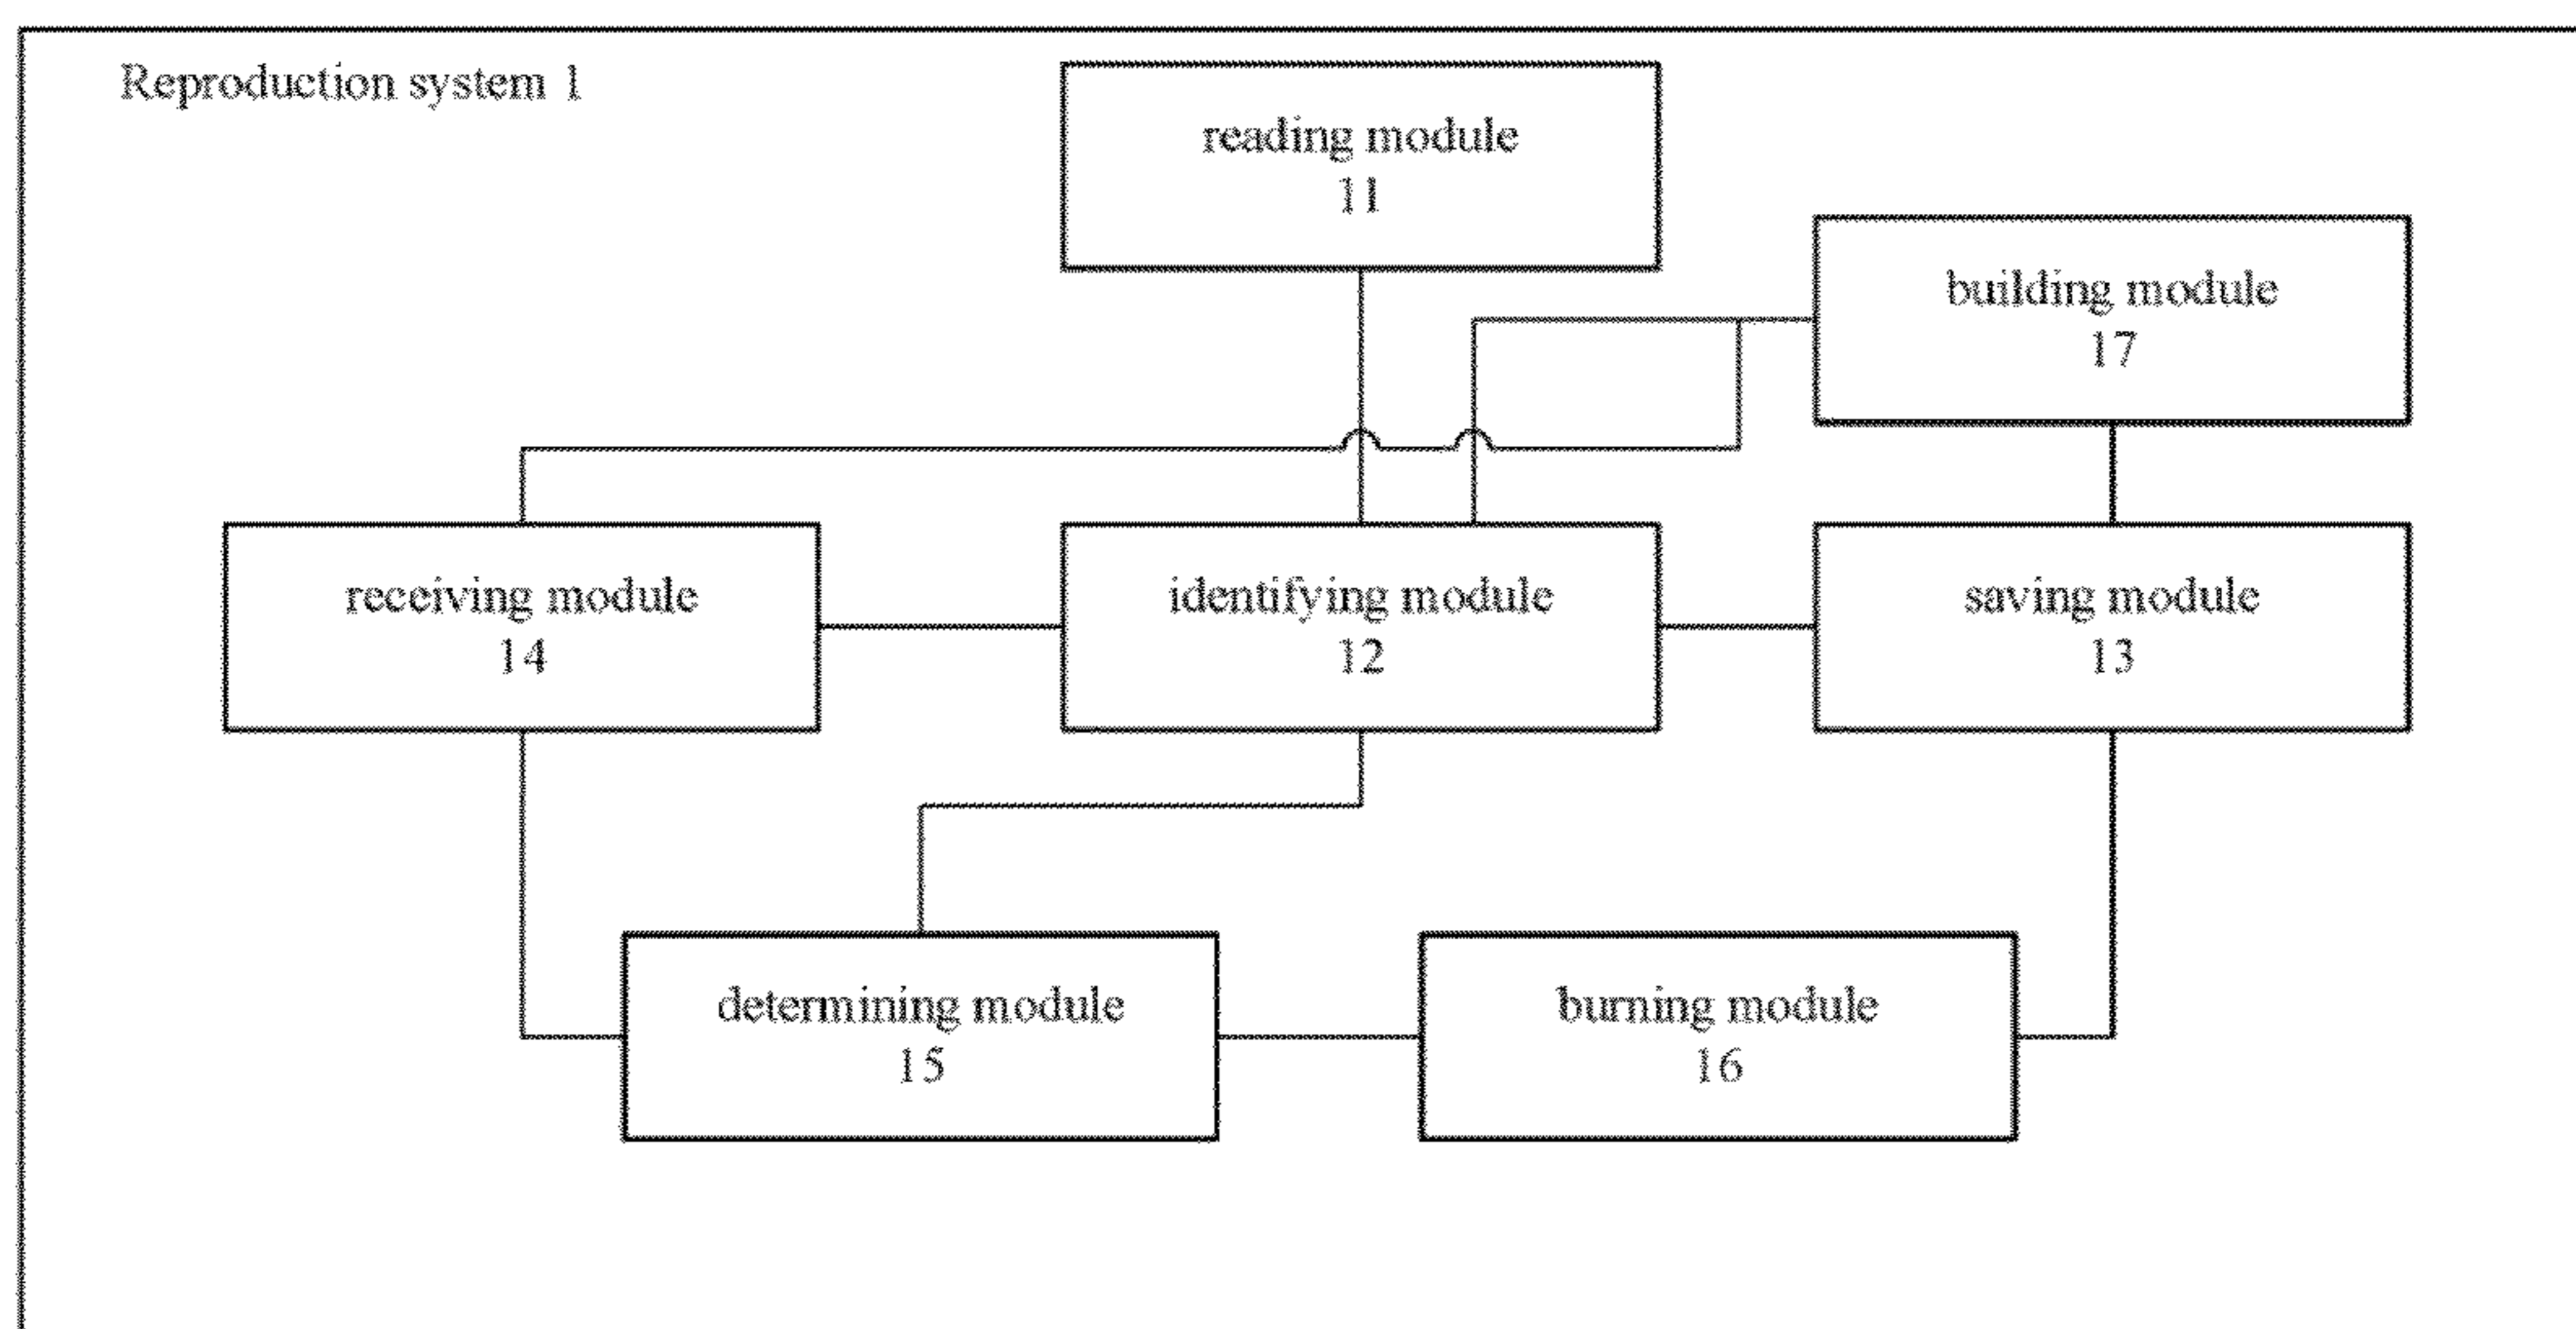 Reproduction system 1
reading module
11
building module
17
receiving module
14
identifying module
12
saving module
13
determining module
15
burning module
16